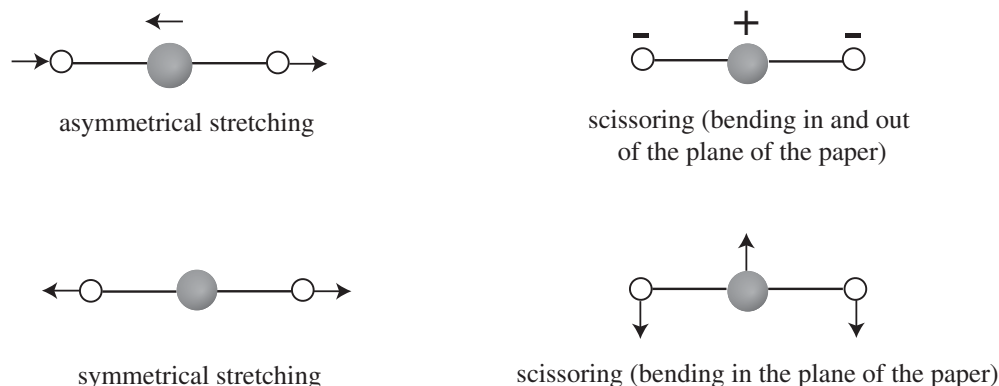 asymmetrical stretching
- + -
scissoring (bending in and out
of the plane of the paper)
symmetrical stretching
scissoring (bending in the plane of the paper)